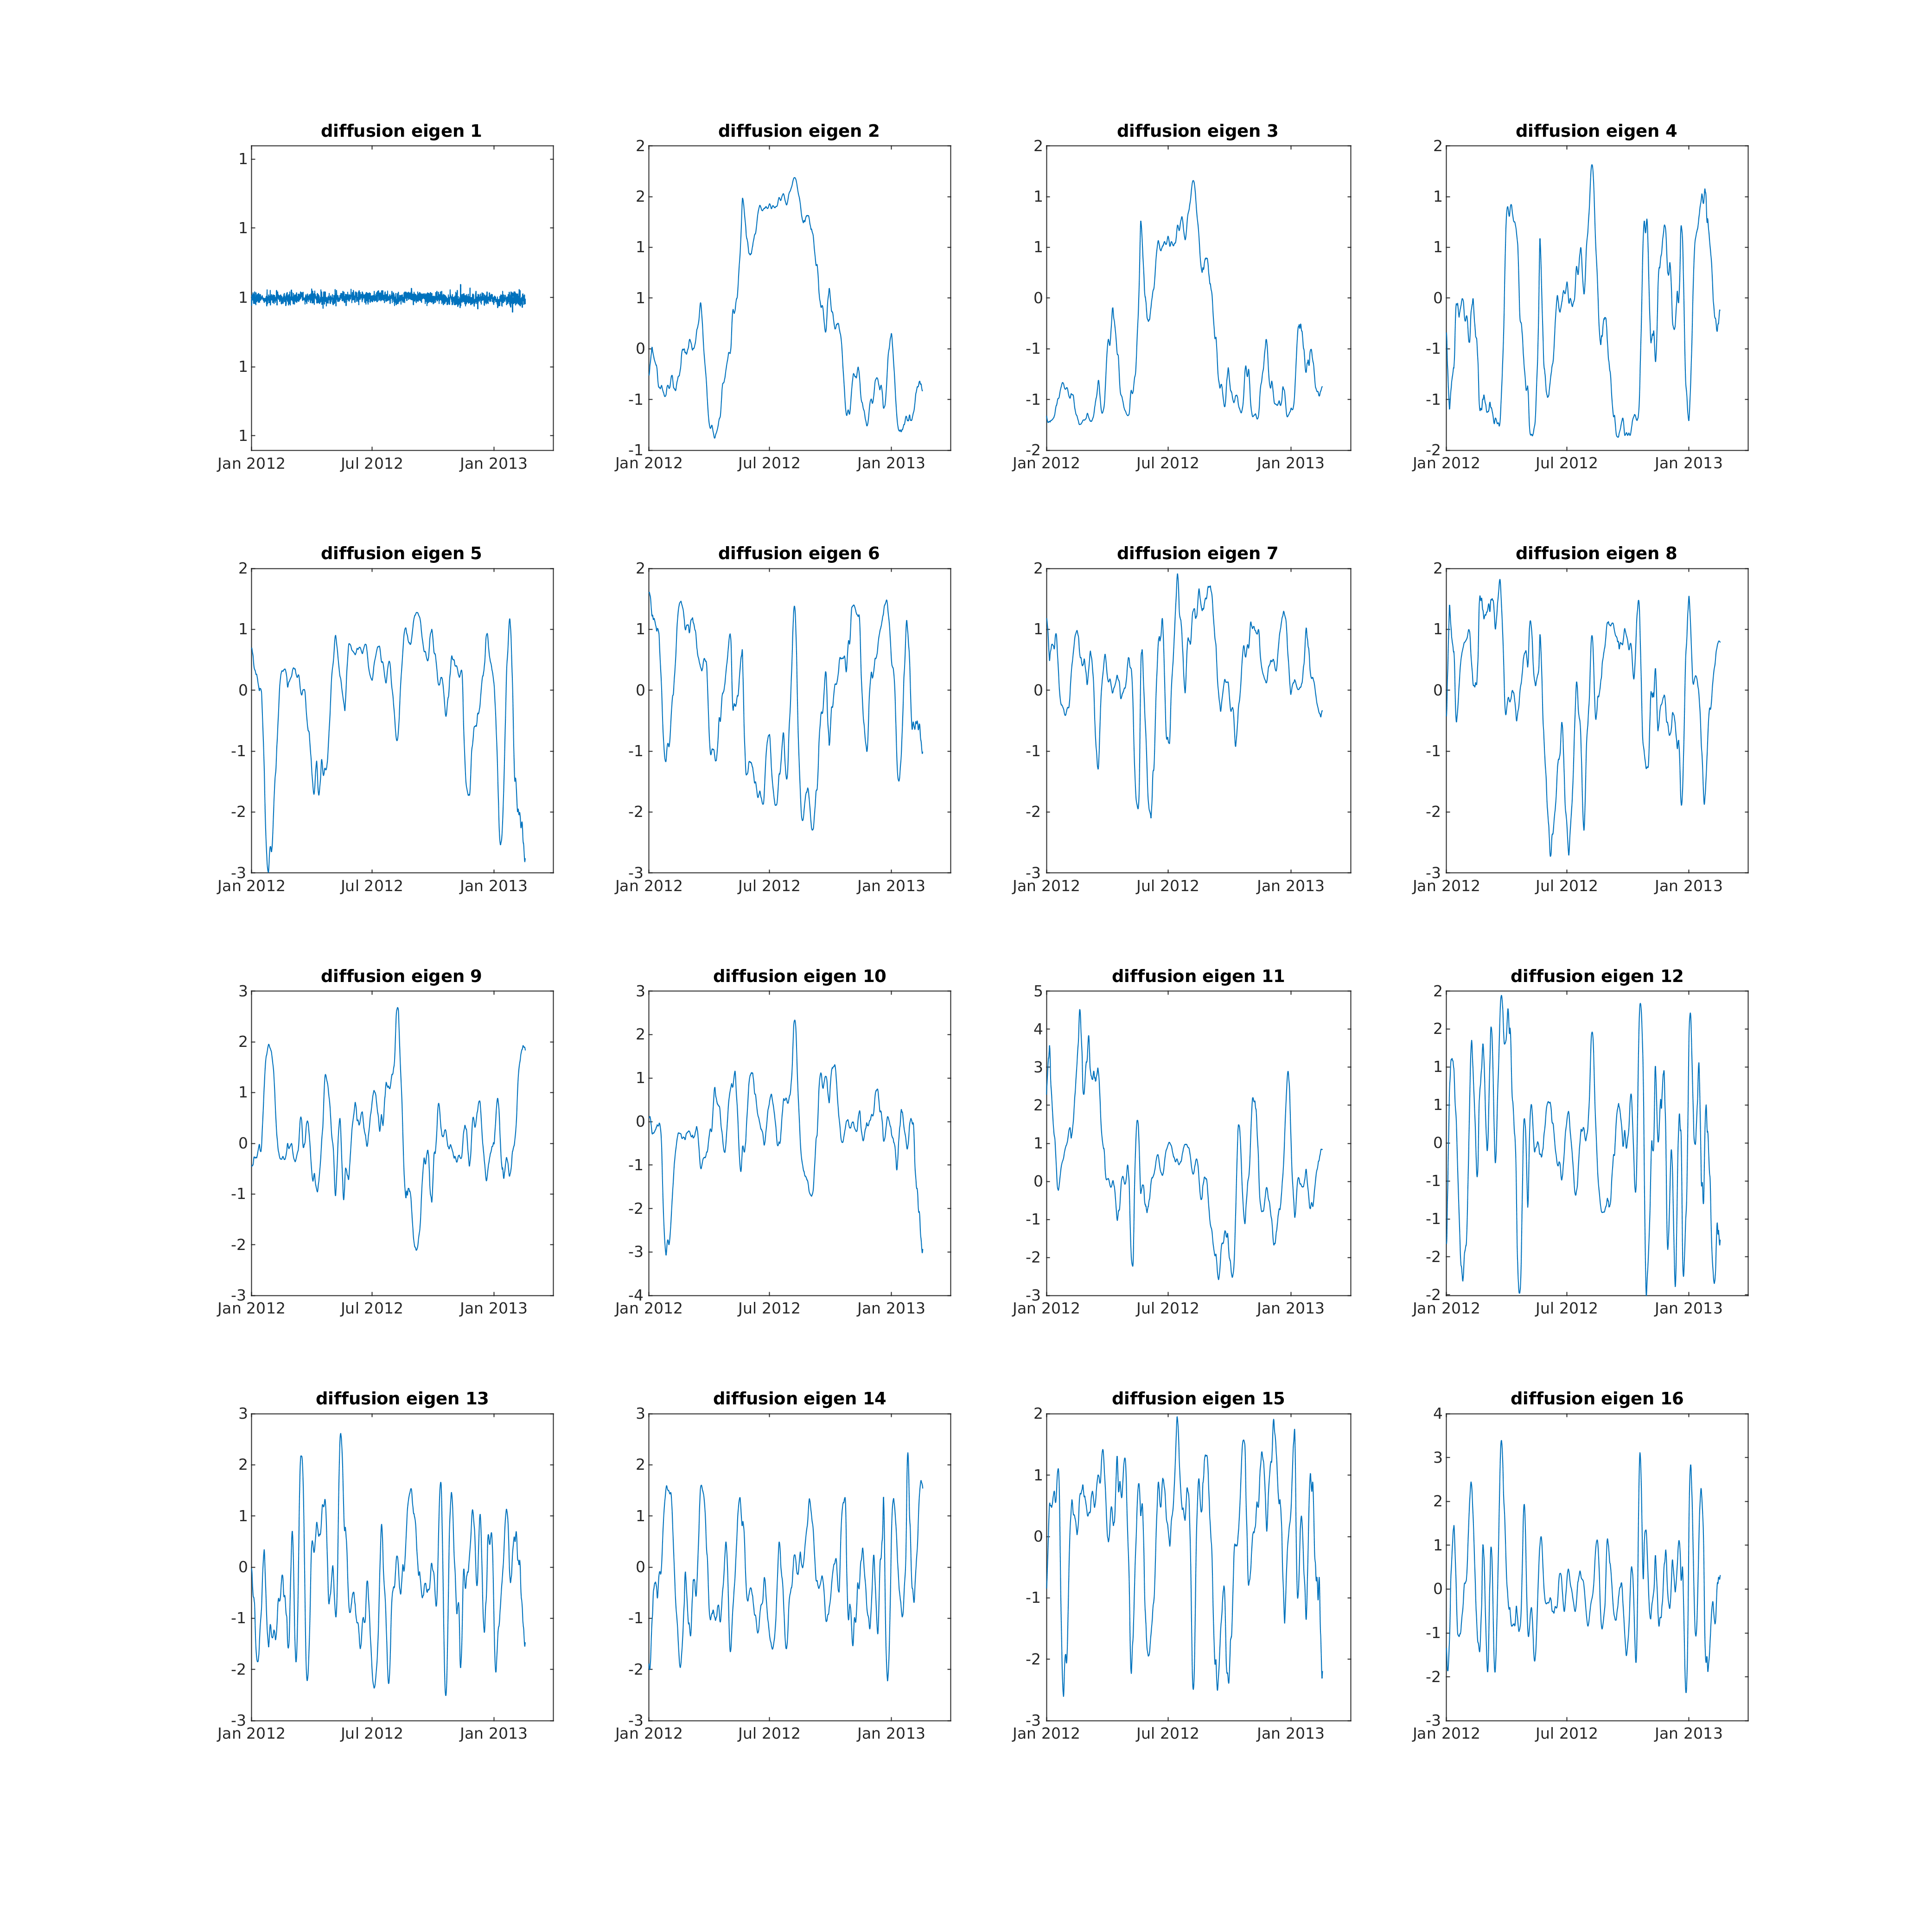 diffusion eigen 1 diffusion eigen 2 diffusion eigen 3 diffusion eigen 4
1 2 2 2
1 2 1 1
1 1 1 1
1 1 0 0
1 0 -1 -1
-1 -1 -1
-1 -2 -2
Jan 2012 Jul 2012 Jan 2013 Jan 2012 Jul 2012 Jan 2013 Jan 2012 Jul 2012 Jan 2013 Jan 2012 Jul 2012 Jan 2013
diffusion eigen 5 diffusion eigen 6 diffusion eigen 7 diffusion eigen 8
2 2 2 2
1 1 1 1
0 0 0 0
-1 -1 -1 -1
-2 -2 -2 -2
-3 -3 -3 -3
Jan 2012 Jul 2012 Jan 2013 Jan 2012 Jul 2012 Jan 2013 Jan 2012 Jul 2012 Jan 2013 Jan 2012 Jul 2012 Jan 2013
diffusion eigen 9 diffusion eigen 10 diffusion eigen 11 diffusion eigen 12
3 3 5 2
2 2 4 2
1 1 3 1
0 0 2 1
-1 -1 1 0
-2 -2 0 -1
-3 -3 -1 -1
-4 -2 -2
-3 -2
Jan 2012 Jul 2012 Jan 2013 Jan 2012 Jul 2012 Jan 2013 Jan 2012 Jul 2012 Jan 2013 Jan 2012 Jul 2012 Jan 2013
diffusion eigen 13 diffusion eigen 14 diffusion eigen 15 diffusion eigen 16
3 3 2 4
2 2 1 3
1 1 0 2
0 0 -1 1
-1 -1 -2 0
-2 -2 -3 -1
-3 -3 -2
-3
Jan 2012 Jul 2012 Jan 2013 Jan 2012 Jul 2012 Jan 2013 Jan 2012 Jul 2012 Jan 2013 Jan 2012 Jul 2012 Jan 2013